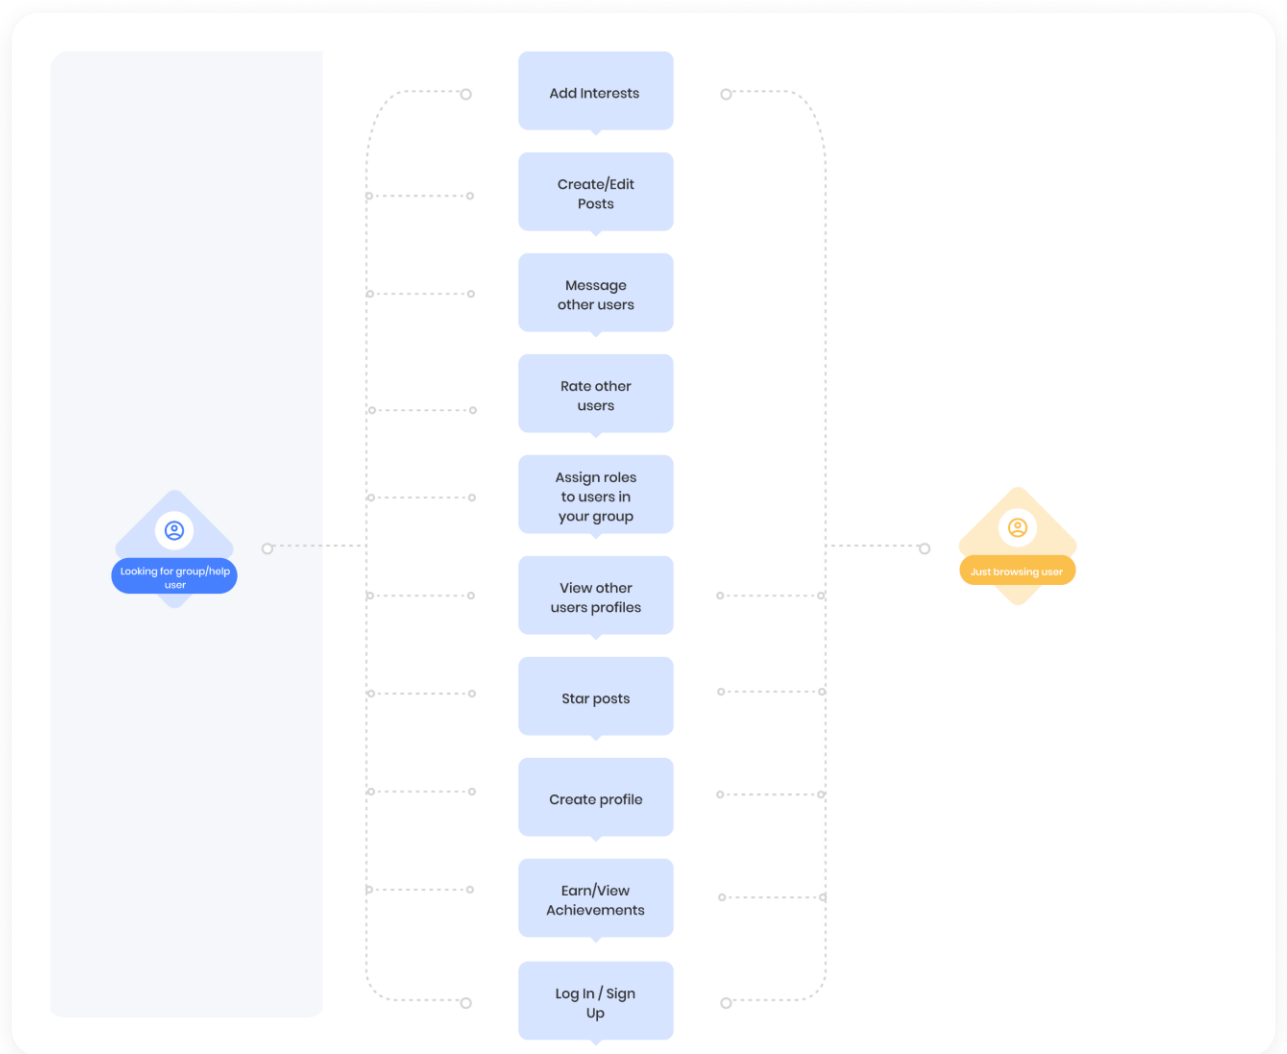 Add Interests
Create/Edit
Posts
Message
other users
Rate other
users
Assign roles
to users in
your group
Looking for group/help
user
Just browsing user
View other
users profiles
Star posts
Create profile
Earn/View
Achievements
Log In / Sign
Up